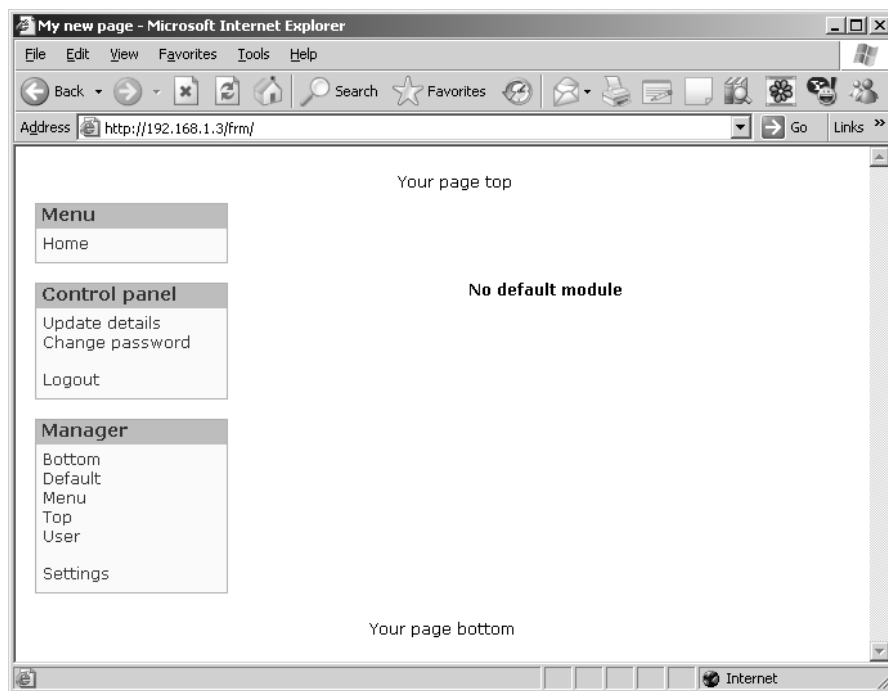 My new page - Microsoft Internet Explorer
File Edit View Favorites Tools Help
Back Search Favorites
Address http://192.168.1.3/frm/ Go Links »
Your page top
Menu
Home
No default module
Control panel
Update details
Change password
Logout
Manager
Bottom
Default
Menu
Top
User
Settings
Your page bottom
Internet